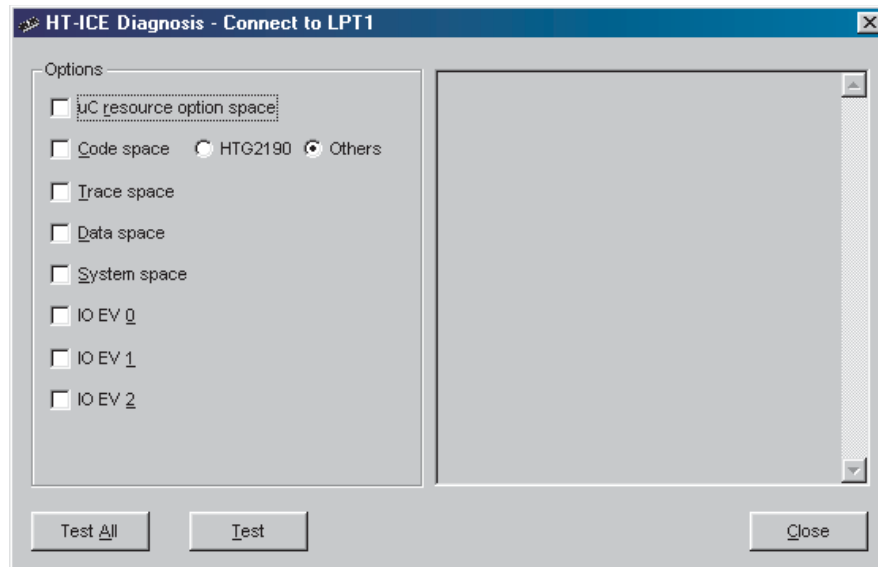 HT-ICE Diagnosis - Connect to LPT1
Options
uC resource option space
Code space HTG2190 Others
Trace space
Data space
System space
IO EV 0
IO EV 1
IO EV 2
Test All Test Close